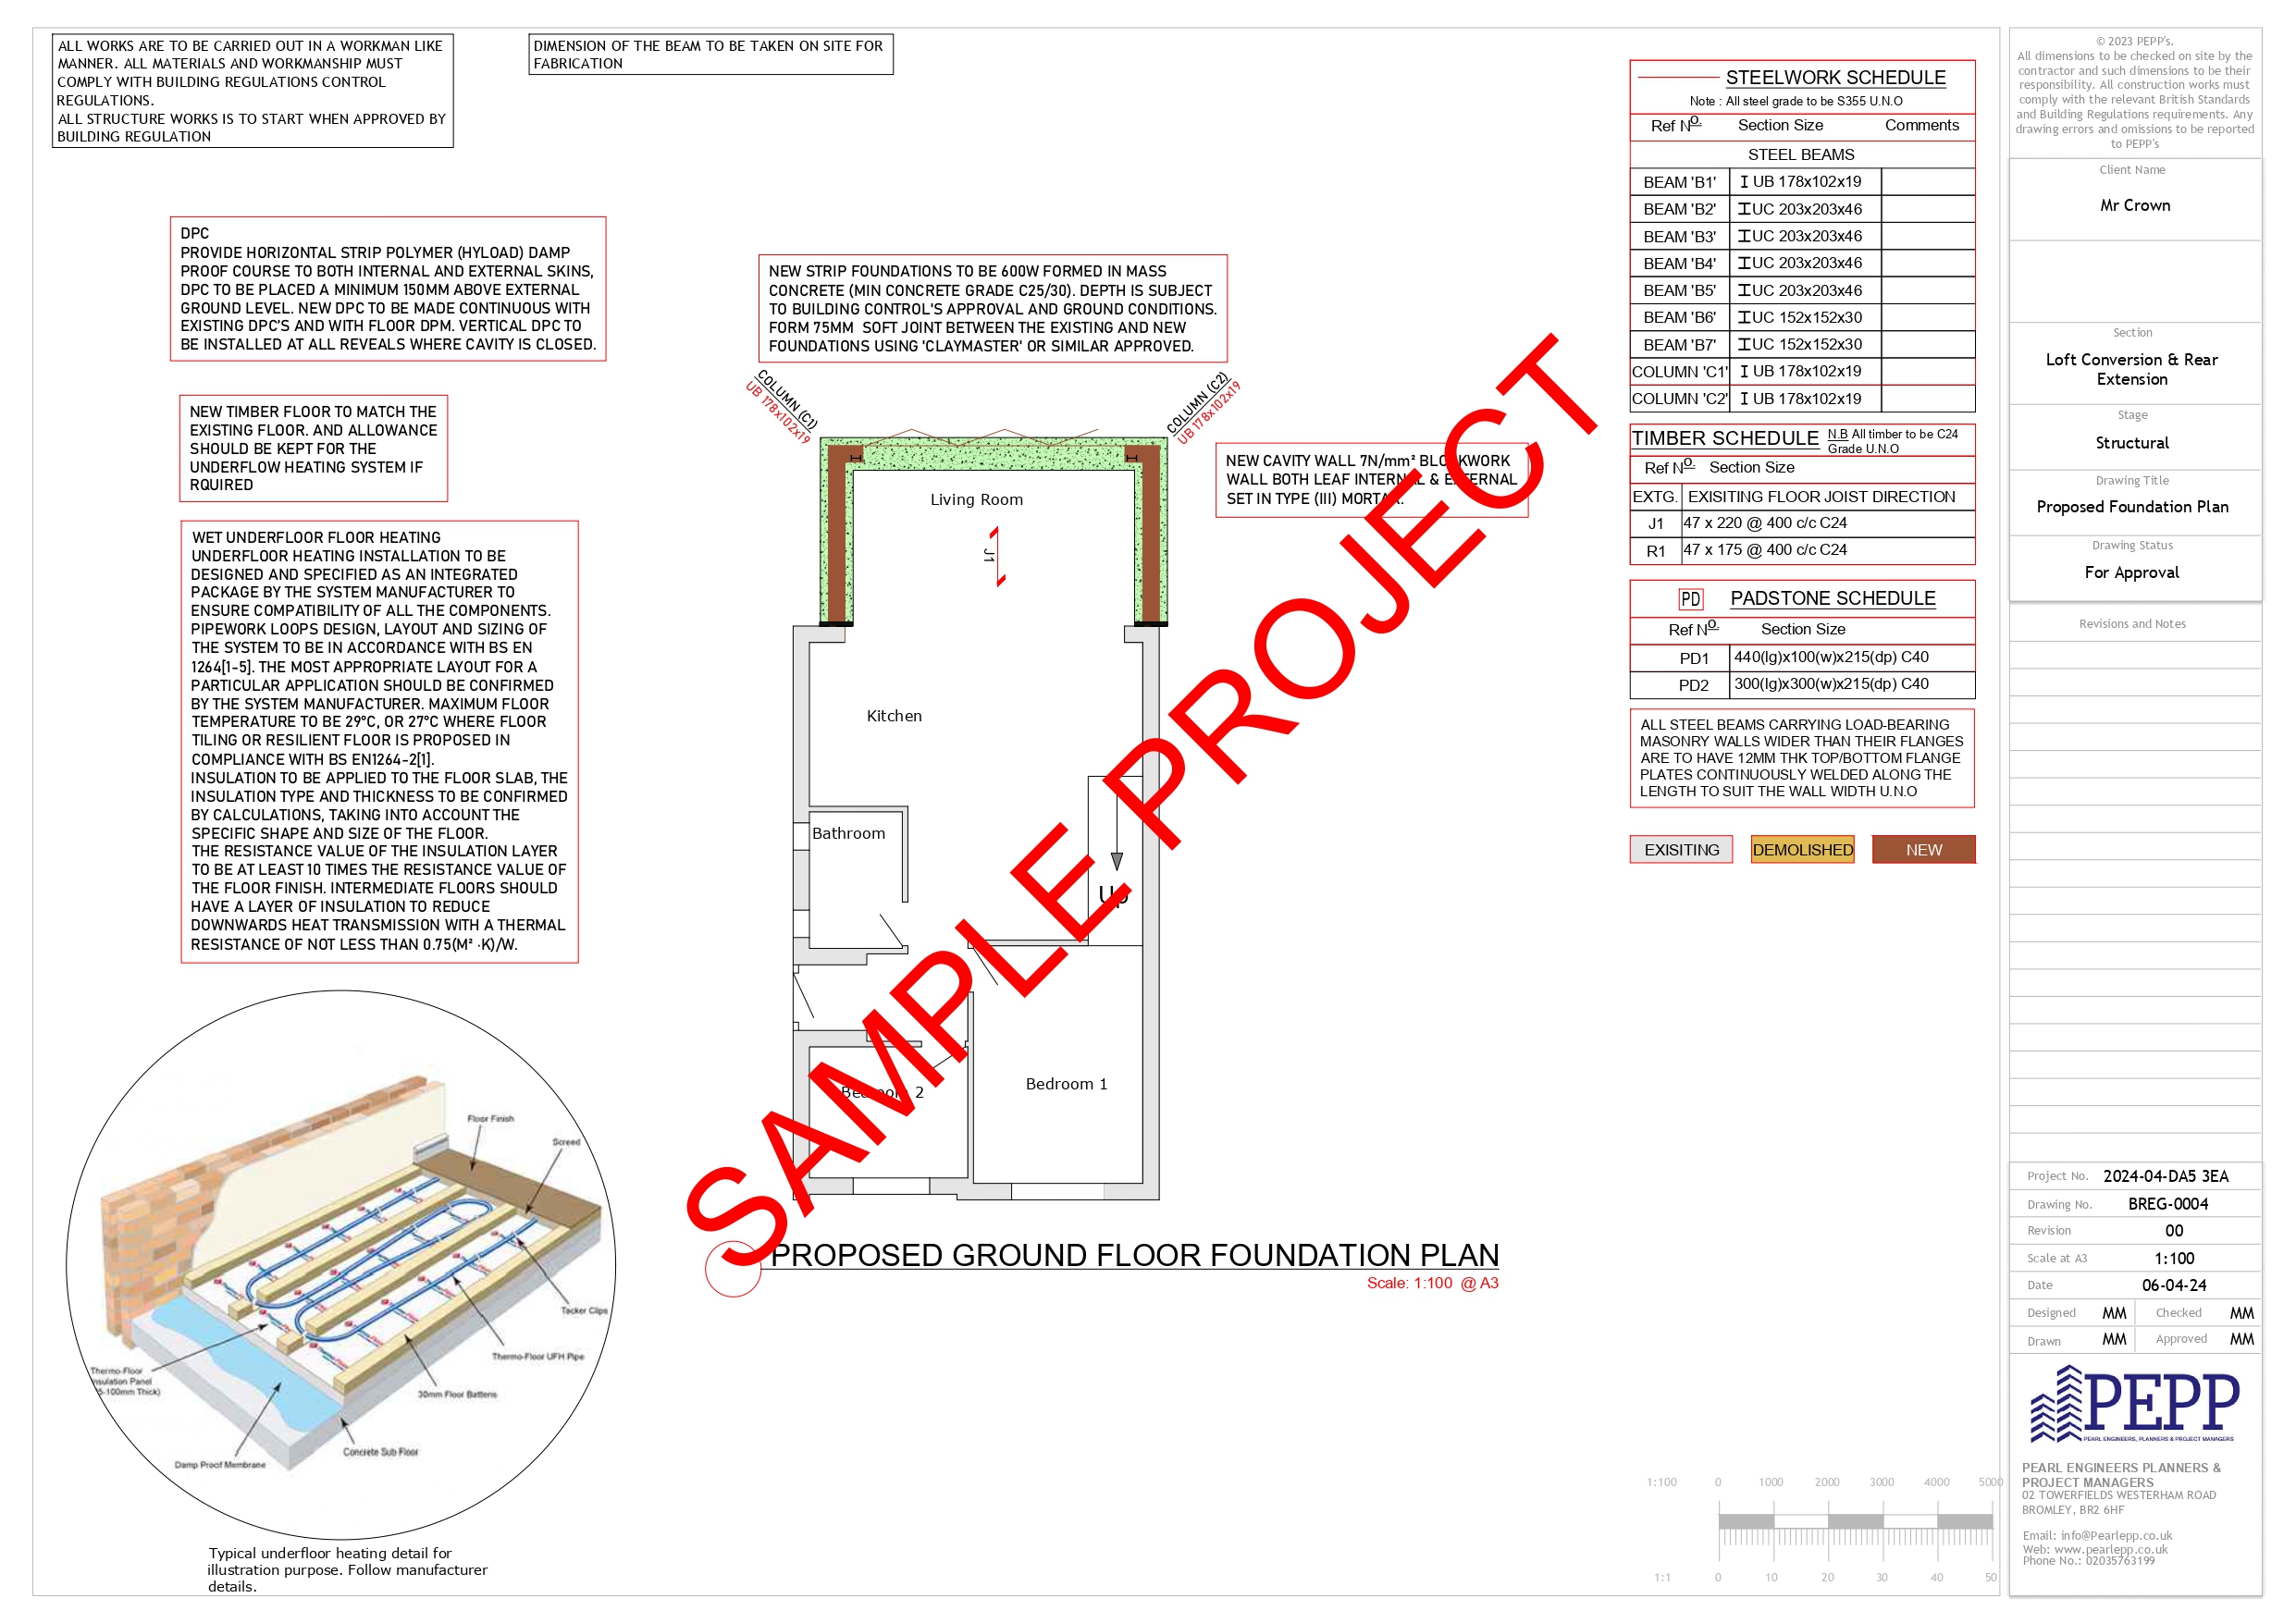 ALL WORKS ARE TO BE CARRIED OUT IN A WORKMAN LIKE
MANNER. ALL MATERIALS AND WORKMANSHIP MUST
COMPLY WITH BUILDING REGULATIONS CONTROL
REGULATIONS.
ALL STRUCTURE WORKS IS TO START WHEN APPROVED BY
BUILDING REGULATION
DIMENSION OF THE BEAM TO BE TAKEN ON SITE FOR
FABRICATION
DPC
PROVIDE HORIZONTAL STRIP POLYMER (HYLOAD) DAMP
PROOF COURSE TO BOTH INTERNAL AND EXTERNAL SKINS,
DPC TO BE PLACED A MINIMUM 150MM ABOVE EXTERNAL
GROUND LEVEL. NEW DPC TO BE MADE CONTINUOUS WITH
EXISTING DPC'S AND WITH FLOOR DPM. VERTICAL DPC TO
BE INSTALLED AT ALL REVEALS WHERE CAVITY IS CLOSED.
NEW TIMBER FLOOR TO MATCH THE
EXISTING FLOOR. AND ALLOWANCE
SHOULD BE KEPT FOR THE
UNDERFLOW HEATING SYSTEM IF
RQUIRED
WET UNDERFLOOR FLOOR HEATING
UNDERFLOOR HEATING INSTALLATION TO BE
DESIGNED AND SPECIFIED AS AN INTEGRATED
PACKAGE BY THE SYSTEM MANUFACTURER TO
ENSURE COMPATIBILITY OF ALL THE COMPONENTS.
PIPEWORK LOOPS DESIGN, LAYOUT AND SIZING OF
THE SYSTEM TO BE IN ACCORDANCE WITH BS EN
1264[1-5]. THE MOST APPROPRIATE LAYOUT FOR A
PARTICULAR APPLICATION SHOULD BE CONFIRMED
BY THE SYSTEM MANUFACTURER. MAXIMUM FLOOR
TEMPERATURE TO BE 29°C, OR 27°C WHERE FLOOR
TILING OR RESILIENT FLOOR IS PROPOSED IN
COMPLIANCE WITH BS EN1264-2[1].
INSULATION TO BE APPLIED TO THE FLOOR SLAB, THE
INSULATION TYPE AND THICKNESS TO BE CONFIRMED
BY CALCULATIONS, TAKING INTO ACCOUNT THE
SPECIFIC SHAPE AND SIZE OF THE FLOOR.
THE RESISTANCE VALUE OF THE INSULATION LAYER
TO BE AT LEAST 10 TIMES THE RESISTANCE VALUE OF
THE FLOOR FINISH. INTERMEDIATE FLOORS SHOULD
HAVE A LAYER OF INSULATION TO REDUCE
DOWNWARDS HEAT TRANSMISSION WITH A THERMAL
RESISTANCE OF NOT LESS THAN 0.75(M² ·K)/W.
Floor Finish
Screed
Tacker Clips
Thermo-Floor UFH Pipe
30mm Floor Battens
Concrete Sub Floor
Damp Proof Membrane
Thermo-Floor
nsulation Panel
5-100mm Thick)
Typical underfloor heating detail for
illustration purpose. Follow manufacturer
details.
NEW STRIP FOUNDATIONS TO BE 600W FORMED IN MASS
CONCRETE (MIN CONCRETE GRADE C25/30). DEPTH IS SUBJECT
TO BUILDING CONTROL'S APPROVAL AND GROUND CONDITIONS.
FORM 75MM SOFT JOINT BETWEEN THE EXISTING AND NEW
FOUNDATIONS USING 'CLAYMASTER' OR SIMILAR APPROVED.
COLUMN (C1)
UB 178x102x19
COLUMN (C2)
UB 178x102x19
NEW CAVITY WALL 7N/mm² BLOCKWORK
WALL BOTH LEAF INTERNAL & EXTERNAL
SET IN TYPE (III) MORTAR.
Living Room
J1
Kitchen
Bathroom
Up
Bedroom 2
Bedroom 1
SAMPLE PROJECT
PROPOSED GROUND FLOOR FOUNDATION PLAN
Scale: 1:100 @ A3
STEELWORK SCHEDULE
Note : All steel grade to be S355 U.N.O
Ref No. Section Size Comments
STEEL BEAMS
BEAM 'B1' UB 178x102x19
BEAM 'B2' UC 203x203x46
BEAM 'B3' UC 203x203x46
BEAM 'B4' UC 203x203x46
BEAM 'B5' UC 203x203x46
BEAM 'B6' UC 152x152x30
BEAM 'B7' UC 152x152x30
COLUMN 'C1' UB 178x102x19
COLUMN 'C2' UB 178x102x19
TIMBER SCHEDULE N.B All timber to be C24
Grade U.N.O
Ref No. Section Size
EXTG. EXISITING FLOOR JOIST DIRECTION
J1 47 x 220 @ 400 c/c C24
R1 47 x 175 @ 400 c/c C24
PD PADSTONE SCHEDULE
Ref No. Section Size
PD1 440(lg)x100(w)x215(dp) C40
PD2 300(lg)x300(w)x215(dp) C40
ALL STEEL BEAMS CARRYING LOAD-BEARING
MASONRY WALLS WIDER THAN THEIR FLANGES
ARE TO HAVE 12MM THK TOP/BOTTOM FLANGE
PLATES CONTINUOUSLY WELDED ALONG THE
LENGTH TO SUIT THE WALL WIDTH U.N.O
EXISITING DEMOLISHED NEW
1:100 0 1000 2000 3000 4000 5000
1:1 0 10 20 30 40 50
© 2023 PEPP's.
All dimensions to be checked on site by the
contractor and such dimensions to be their
responsibility. All construction works must
comply with the relevant British Standards
and Building Regulations requirements. Any
drawing errors and omissions to be reported
to PEPP's
Client Name
Mr Crown
Section
Loft Conversion & Rear
Extension
Stage
Structural
Drawing Title
Proposed Foundation Plan
Drawing Status
For Approval
Revisions and Notes
Project No. 2024-04-DA5 3EA
Drawing No. BREG-0004
Revision 00
Scale at A3 1:100
Date 06-04-24
Designed MM Checked MM
Drawn MM Approved MM
PEPP
PEARL ENGINEERS, PLANNERS & PROJECT MANAGERS
PEARL ENGINEERS PLANNERS &
PROJECT MANAGERS
02 TOWERFIELDS WESTERHAM ROAD
BROMLEY, BR2 6HF
Email: info@Pearlepp.co.uk
Web: www.pearlepp.co.uk
Phone No.: 02035763199